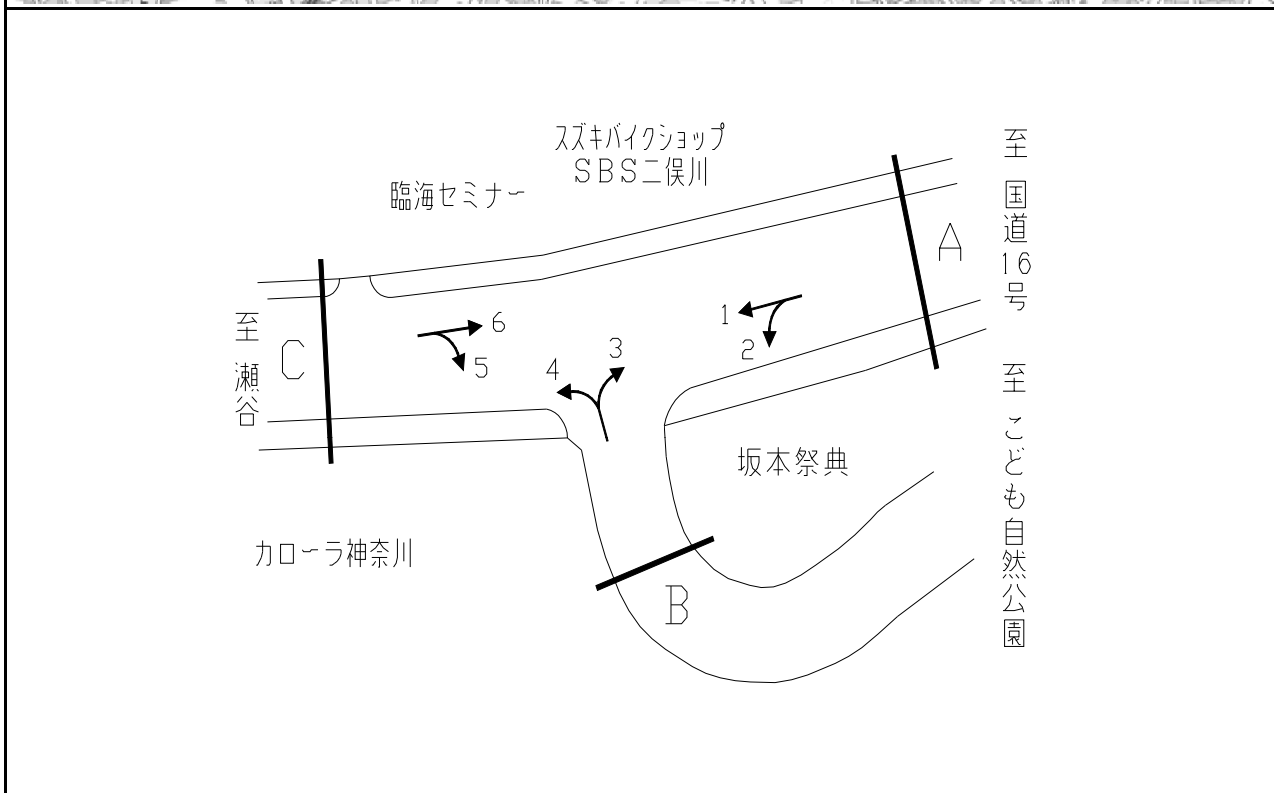 スズキバイクショップ
SBS二俣川
臨海セミナー
至 国道16号
A
至 瀬谷
C
1
2
3
4
5
6
坂本祭典
至 こども自然公園
カローラ神奈川
B